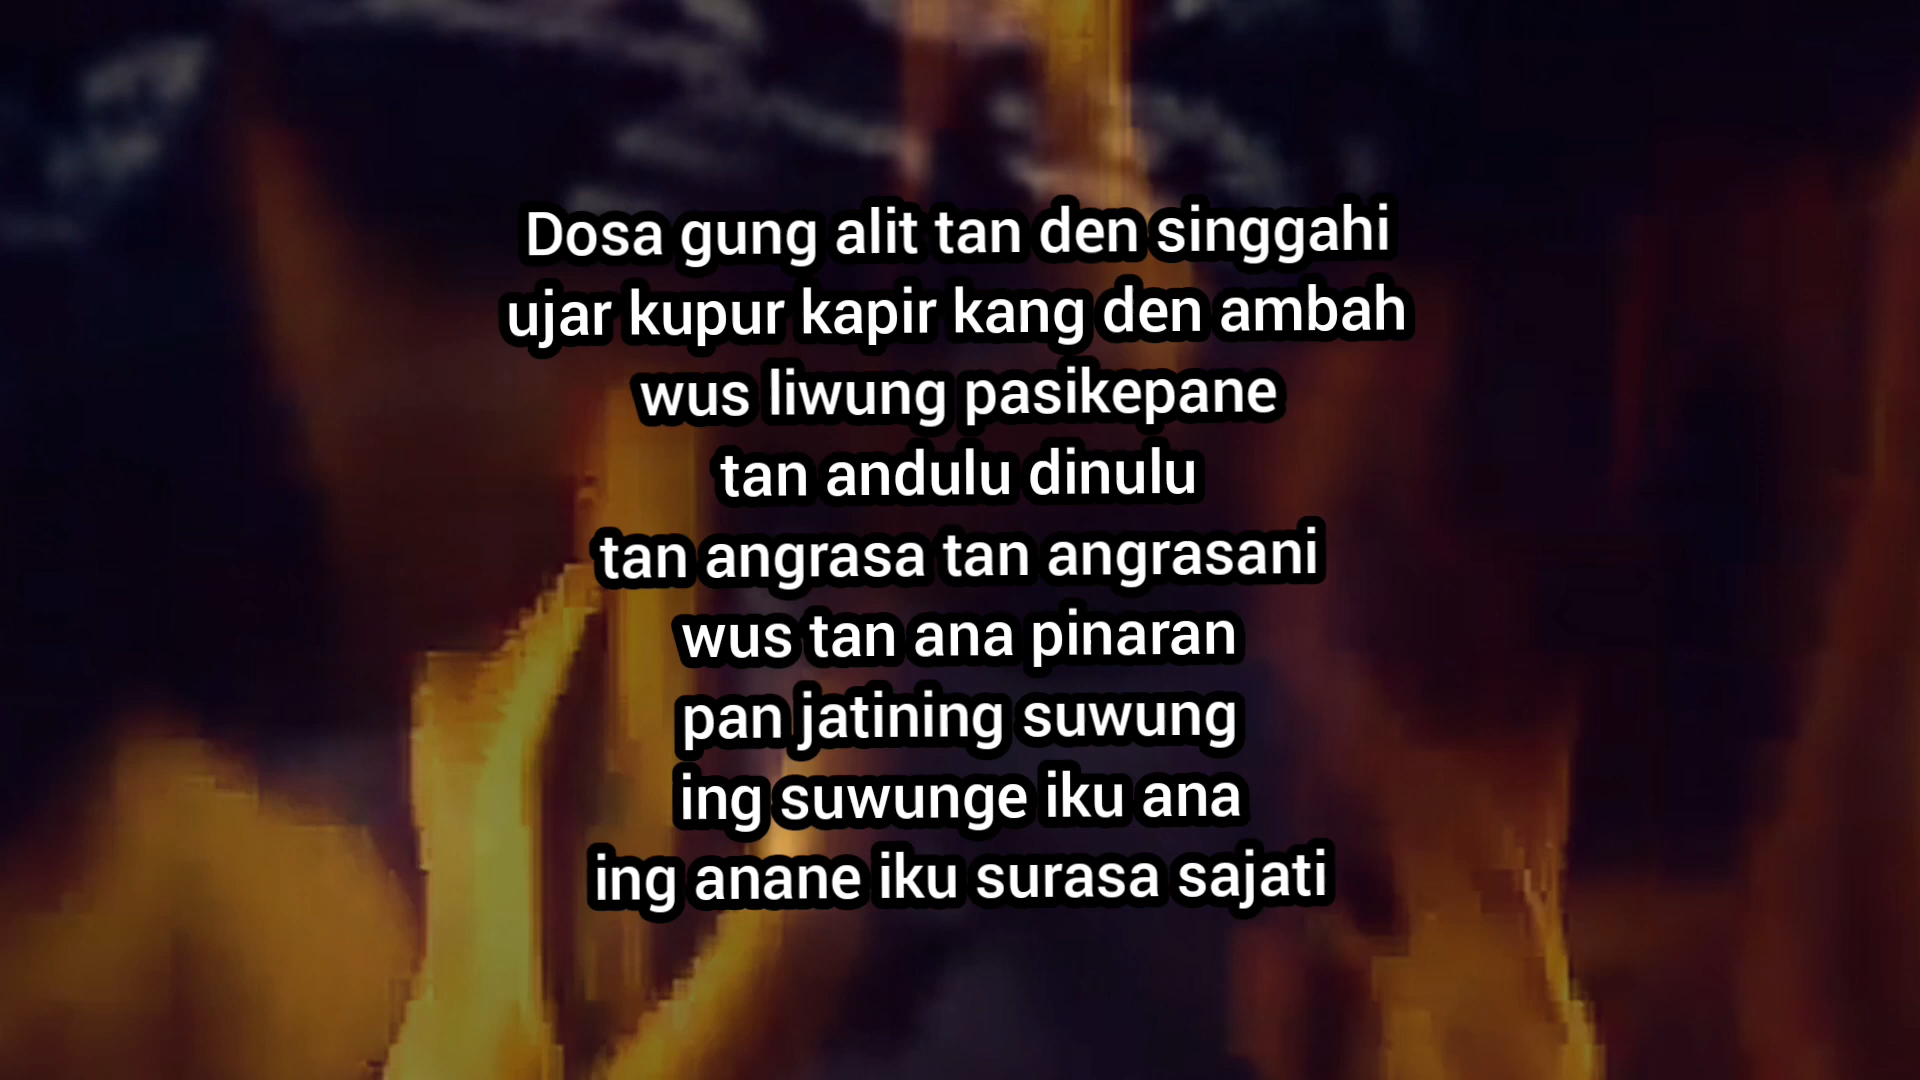 Dosa gung alit tan den singgahi
ujar kupur kapir kang den ambah
wus liwung pasikepane
tan andulu dinulu
tan angrasa tan angrasani
wus tan ana pinaran
pan jatining suwung
ing suwunge iku ana
ing anane iku surasa sajati